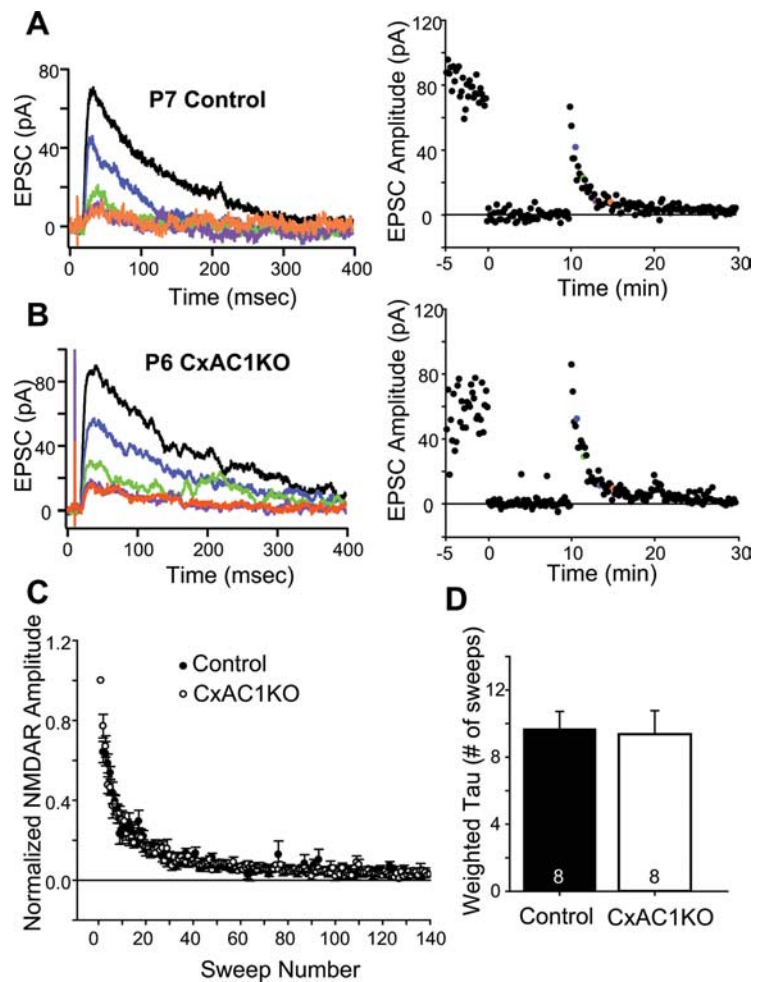 A
P7 Control
EPSC (pA)
80
40
0
0 100 200 300 400
Time (msec)
EPSC Amplitude (pA)
120
80
40
0
-5 0 10 20 30
Time (min)
B
P6 CxAC1KO
EPSC (pA)
80
40
0
0 100 200 300 400
Time (msec)
EPSC Amplitude (pA)
120
80
40
0
-5 0 10 20 30
Time (min)
C
Normalized NMDAR Amplitude
1.2
0.8
0.4
0.0
Control
CxAC1KO
0 20 40 60 80 100 120 140
Sweep Number
D
Weighted Tau (# of sweeps)
12
8
4
0
8 8
Control CxAC1KO